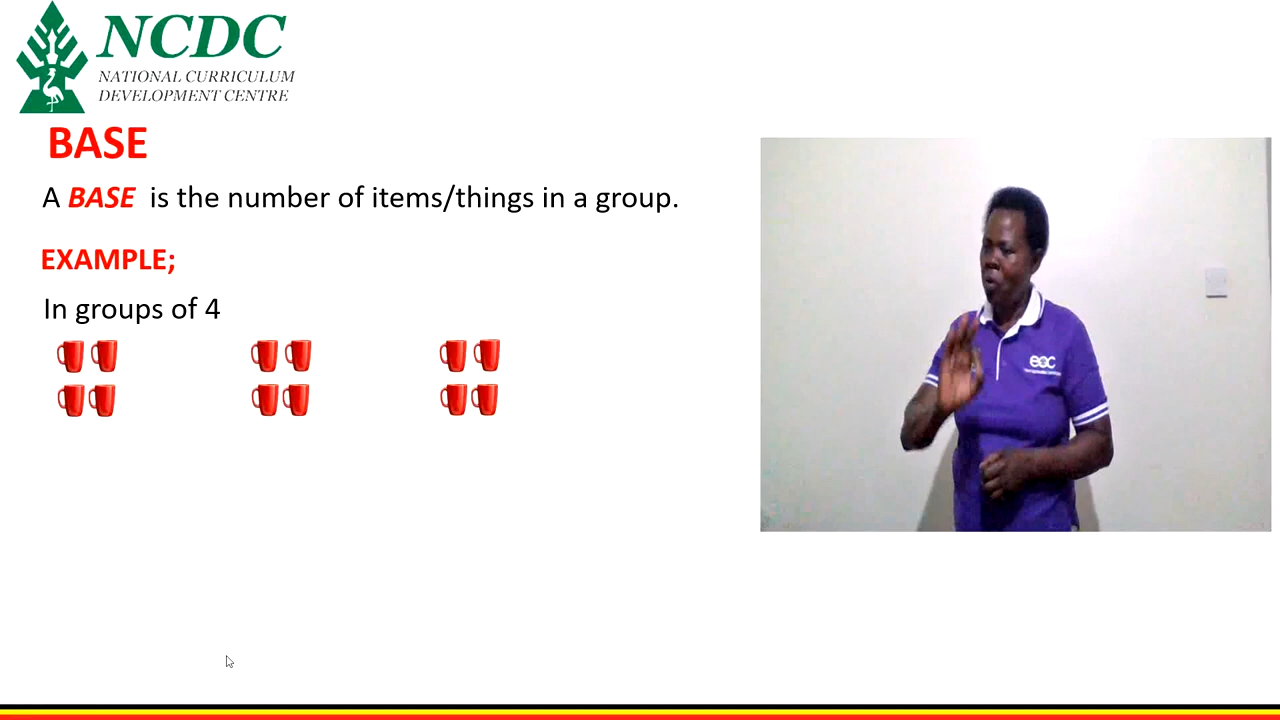 NCDC
NATIONAL CURRICULUM
DEVELOPMENT CENTRE
BASE
A BASE is the number of items/things in a group.
EXAMPLE;
In groups of 4
egc